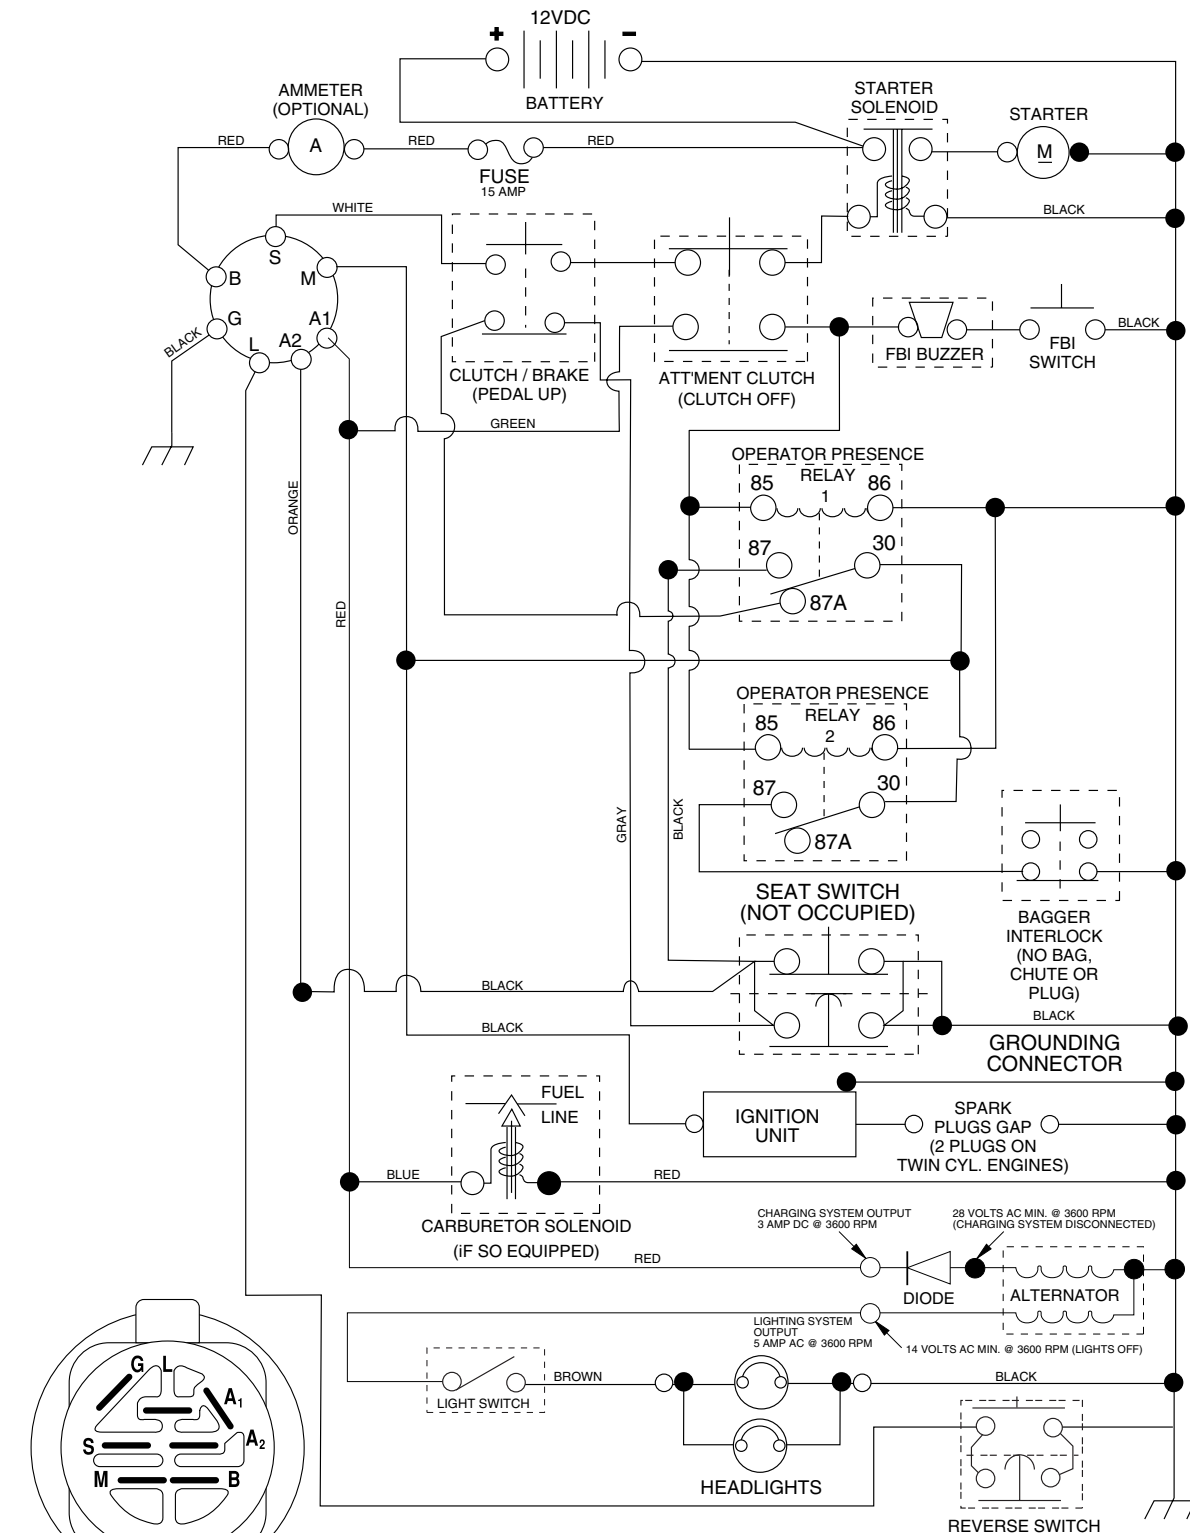 12VDC
+
-
BATTERY
AMMETER
(OPTIONAL)
STARTER
SOLENOID
STARTER
RED
A
RED
FUSE
15 AMP
RED
M
WHITE
BLACK
S
B
M
G
A1
L
A2
BLACK
CLUTCH / BRAKE
(PEDAL UP)
ATT'MENT CLUTCH
(CLUTCH OFF)
FBI BUZZER
FBI
SWITCH
BLACK
GREEN
ORANGE
RED
OPERATOR PRESENCE
RELAY
1
85
86
87
30
87A
OPERATOR PRESENCE
RELAY
2
85
86
87
30
87A
GRAY
BLACK
SEAT SWITCH
(NOT OCCUPIED)
BAGGER
INTERLOCK
(NO BAG,
CHUTE OR
PLUG)
BLACK
BLACK
BLACK
GROUNDING
CONNECTOR
FUEL
LINE
IGNITION
UNIT
SPARK
PLUGS GAP
(2 PLUGS ON
TWIN CYL. ENGINES)
BLUE
RED
CARBURETOR SOLENOID
(iF SO EQUIPPED)
CHARGING SYSTEM OUTPUT
3 AMP DC @ 3600 RPM
28 VOLTS AC MIN. @ 3600 RPM
(CHARGING SYSTEM DISCONNECTED)
RED
DIODE
ALTERNATOR
LIGHTING SYSTEM
OUTPUT
5 AMP AC @ 3600 RPM
14 VOLTS AC MIN. @ 3600 RPM (LIGHTS OFF)
LIGHT SWITCH
BROWN
BLACK
HEADLIGHTS
REVERSE SWITCH
G L
A1
A2
S
M
B